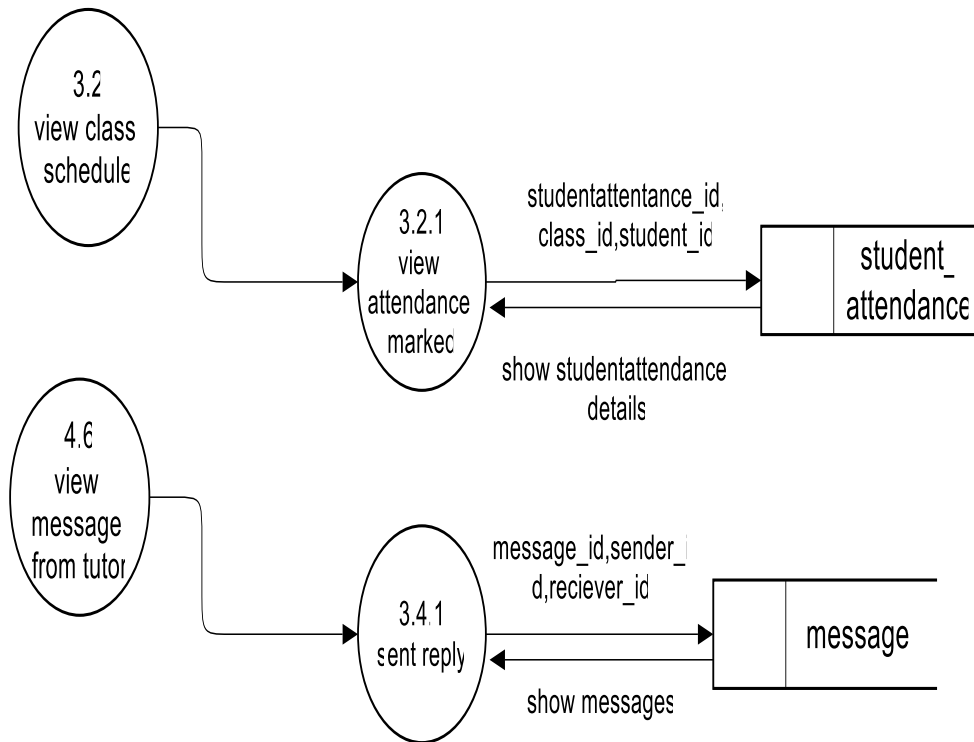 3.2
view class
schedule
3.2.1
view
attendance
marked
studentattentance_id,
class_id,student_id
student_
attendance
show studentattendance
details
4.6
view
message
from tutor
3.4.1
sent reply
message_id,sender_i
d,reciever_id
message
show messages